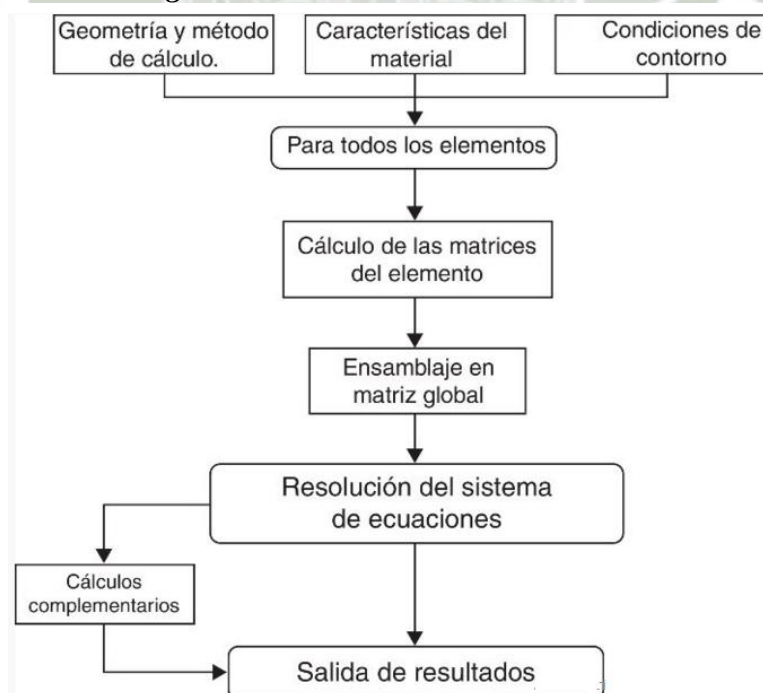 Geometría y método
de cálculo.
Características del
material
Condiciones de
contorno
Para todos los elementos
Cálculo de las matrices
del elemento
Ensamblaje en
matriz global
Resolución del sistema
de ecuaciones
Cálculos
complementarios
Salida de resultados